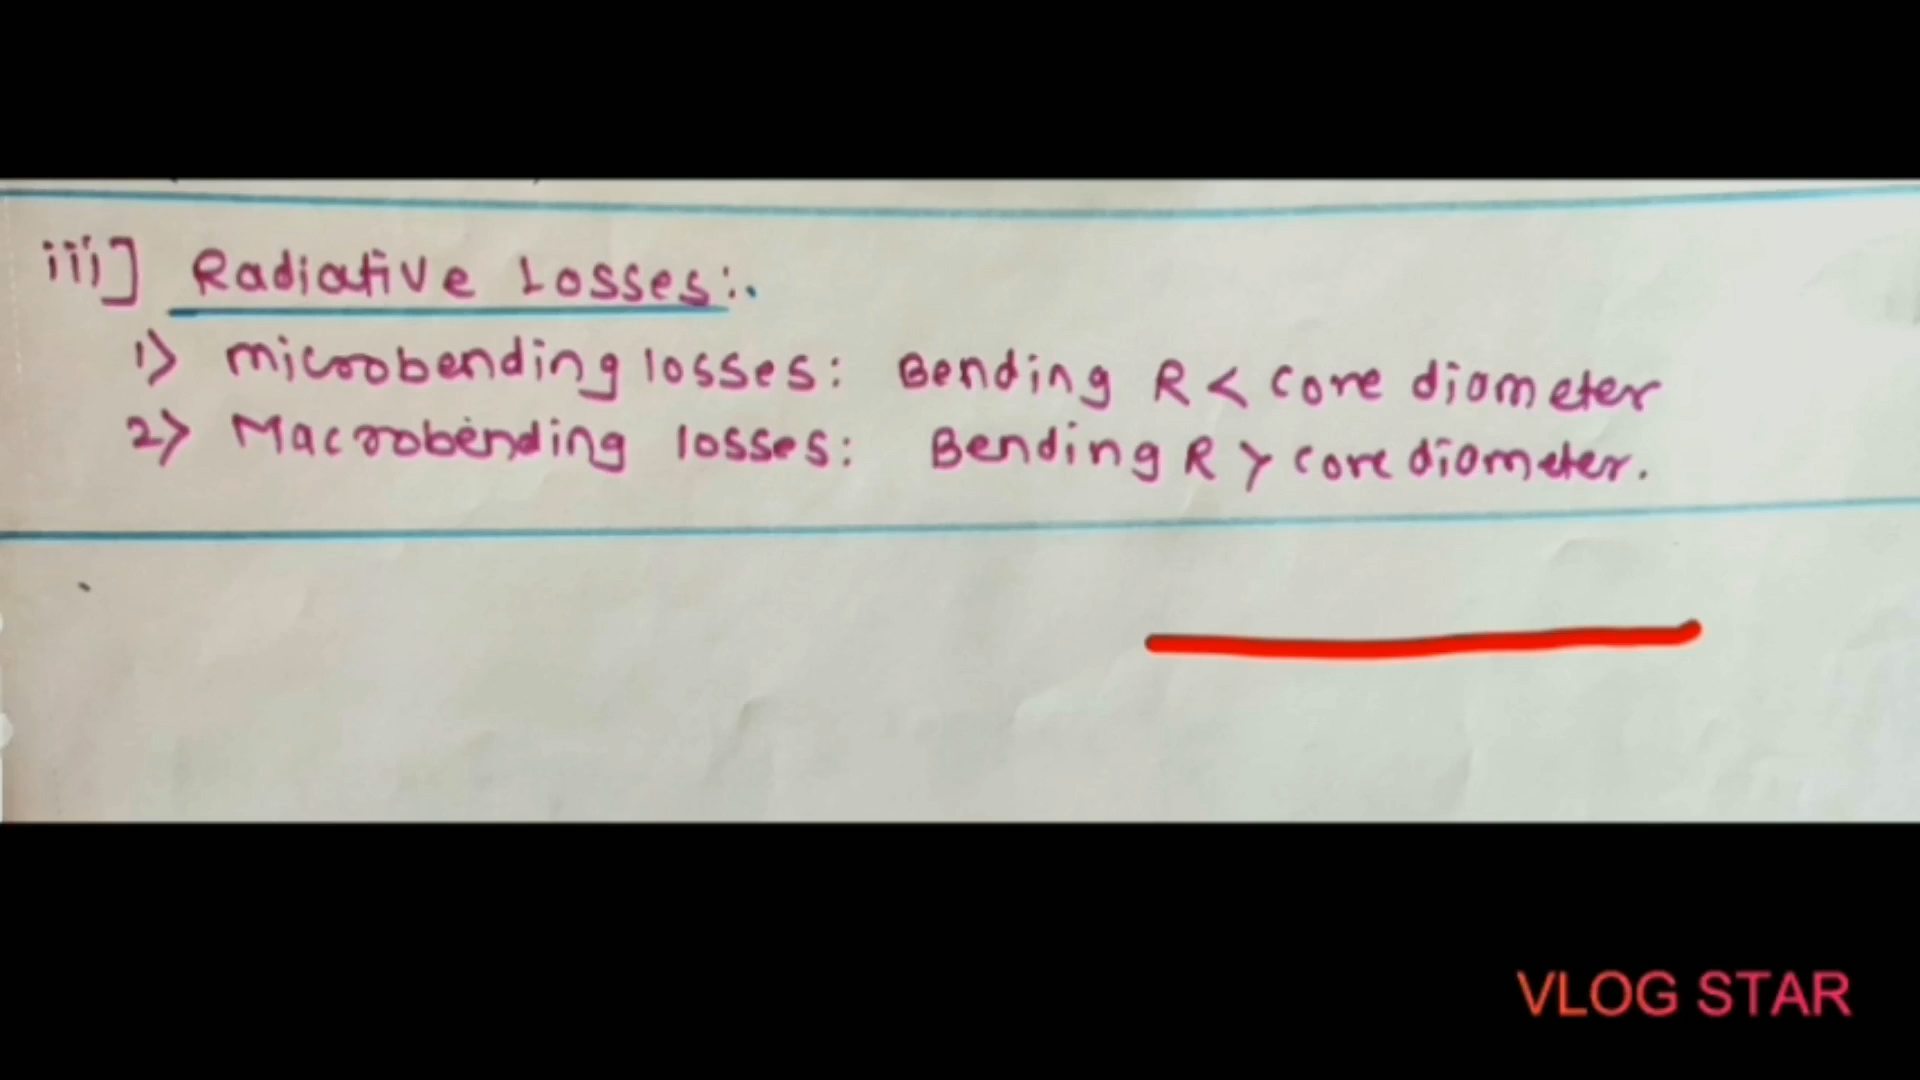 iii] Radiative Losses:.
1) microbending losses: Bending R < core diameter
2) Macrobending losses: Bending R > core diameter.
VLOG STAR